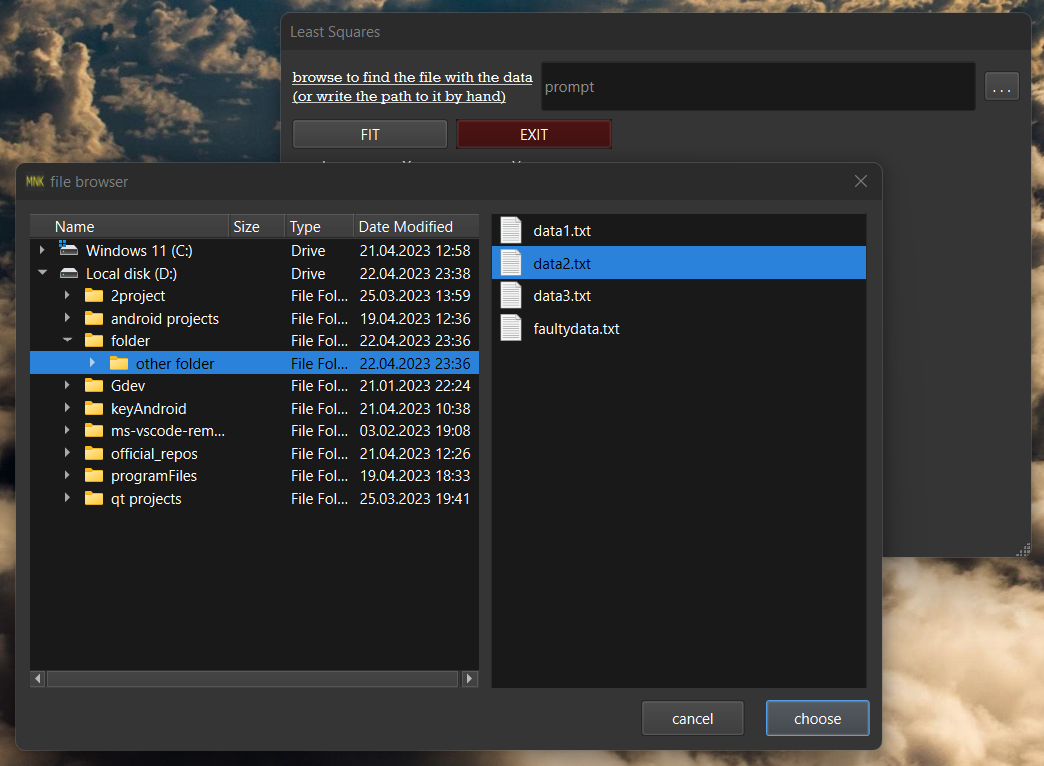 Least Squares
browse to find the file with the data
(or write the path to it by hand)
prompt
...
FIT
EXIT
MNK file browser
Name Size Type Date Modified
Windows 11 (C:) Drive 21.04.2023 12:58
Local disk (D:) Drive 22.04.2023 23:38
2project File Fol... 25.03.2023 13:59
android projects File Fol... 19.04.2023 12:36
folder File Fol... 22.04.2023 23:36
other folder File Fol... 22.04.2023 23:36
Gdev File Fol... 21.01.2023 22:24
keyAndroid File Fol... 21.04.2023 10:38
ms-vscode-rem... File Fol... 03.02.2023 19:08
official_repos File Fol... 21.04.2023 12:26
programFiles File Fol... 19.04.2023 18:33
qt projects File Fol... 25.03.2023 19:41
data1.txt
data2.txt
data3.txt
faultydata.txt
cancel
choose